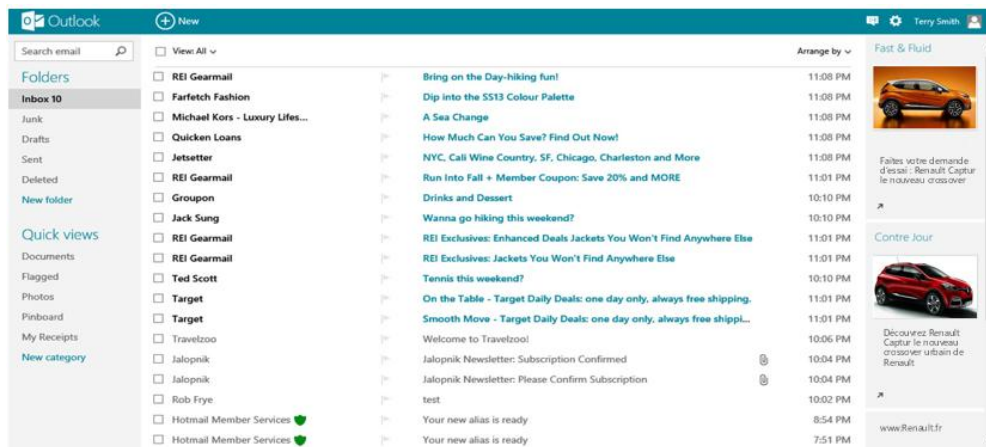 Outlook
New
Terry Smith
Search email
View: All
Arrange by
Folders
Inbox 10
Junk
Drafts
Sent
Deleted
New folder
Quick views
Documents
Flagged
Photos
Pinboard
My Receipts
New category
REI Gearmail Bring on the Day-hiking fun! 11:08 PM
Farfetch Fashion Dip into the SS13 Colour Palette 11:08 PM
Michael Kors - Luxury Lifes... A Sea Change 11:08 PM
Quicken Loans How Much Can You Save? Find Out Now! 11:08 PM
Jetsetter NYC, Cali Wine Country, SF, Chicago, Charleston and More 11:08 PM
REI Gearmail Run Into Fall + Member Coupon: Save 20% and MORE 11:08 PM
Groupon Drinks and Dessert 10:10 PM
Jack Sung Wanna go hiking this weekend? 10:10 PM
REI Gearmail REI Exclusives: Enhanced Deals Jackets You Won't Find Anywhere Else 11:01 PM
REI Gearmail REI Exclusives: Jackets You Won't Find Anywhere Else 11:01 PM
Ted Scott Tennis this weekend? 10:10 PM
Target On the Table - Target Daily Deals: one day only, always free shipping. 11:01 PM
Target Smooth Move - Target Daily Deals: one day only, always free shippi... 11:01 PM
Travelzoo Welcome to Travelzoo! 10:06 PM
Jalopnik Jalopnik Newsletter: Subscription Confirmed 10:04 PM
Jalopnik Jalopnik Newsletter: Please Confirm Subscription 10:04 PM
Rob Frye test 10:02 PM
Hotmail Member Services Your new alias is ready 8:54 PM
Hotmail Member Services Your new alias is ready 7:51 PM
Fast & Fluid
Faites votre demande
d'essai : Renault Captur
le nouveau crossover
Contre Jour
Découvrez Renault
Captur le nouveau
crossover urbain de
Renault
www.Renault.fr